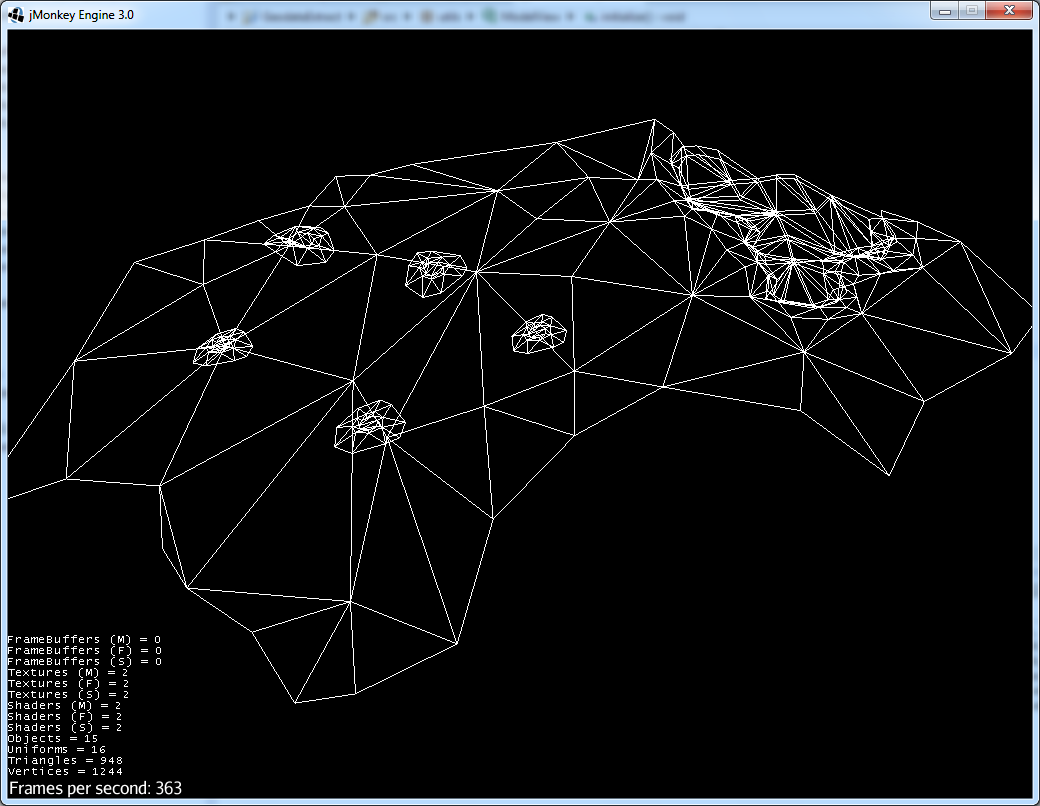 jMonkey Engine 3.0
FrameBuffers (M) = 0
FrameBuffers (F) = 0
FrameBuffers (S) = 0
Textures (M) = 2
Textures (F) = 2
Textures (S) = 2
Shaders (M) = 2
Shaders (F) = 2
Shaders (S) = 2
Objects = 15
Uniforms = 16
Triangles = 948
Vertices = 1244
Frames per second: 363